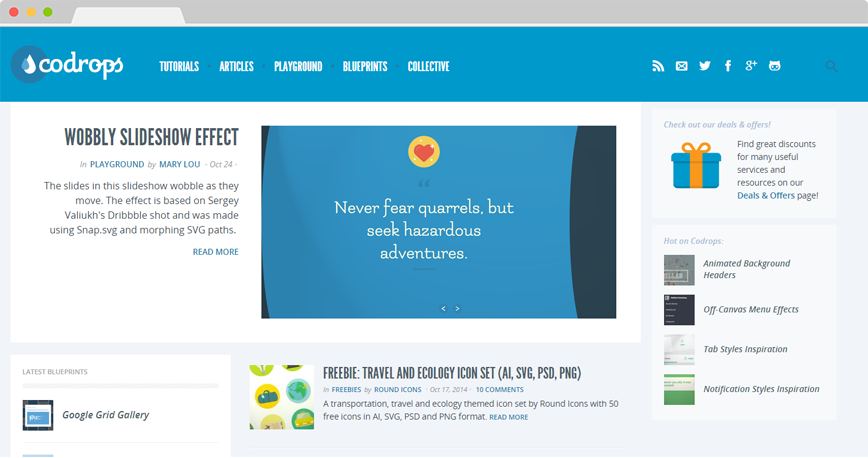 codrops
TUTORIALS
ARTICLES
PLAYGROUND
BLUEPRINTS
COLLECTIVE
WOBBLY SLIDESHOW EFFECT
In PLAYGROUND by MARY LOU · Oct 24 ·
The slides in this slideshow wobble as they
move. The effect is based on Sergey
Valiukh's Dribbble shot and was made
using Snap.svg and morphing SVG paths.
READ MORE
“
Never fear quarrels, but
seek hazardous
adventures.
< >
Check out our deals & offers!
Find great discounts
for many useful
services and
resources on our
Deals & Offers page!
Hot on Codrops:
Animated Background
Headers
Off-Canvas Menu Effects
Tab Styles Inspiration
Notification Styles Inspiration
LATEST BLUEPRINTS
Google Grid Gallery
FREEBIE: TRAVEL AND ECOLOGY ICON SET (AI, SVG, PSD, PNG)
In FREEBIES by ROUND ICONS · Oct 17, 2014 · 10 COMMENTS
A transportation, travel and ecology themed icon set by Round Icons with 50
free icons in AI, SVG, PSD and PNG format. READ MORE